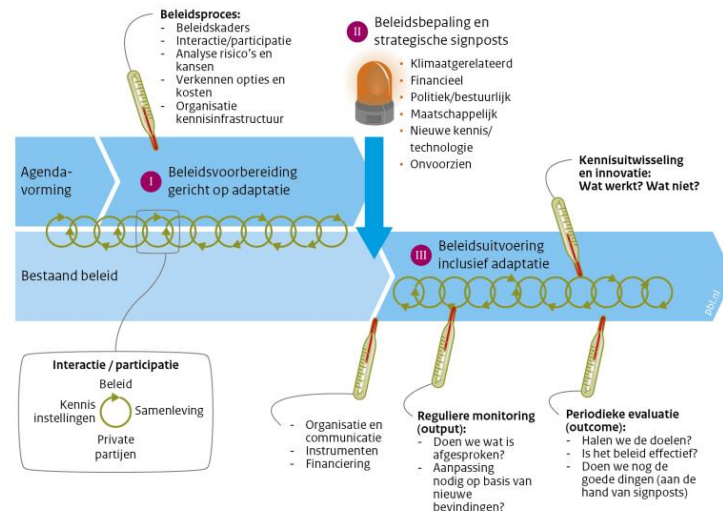 Beleidsproces:
- Beleidskaders
- Interactie/participatie
- Analyse risico's en
kansen
- Verkennen opties en
kosten
- Organisatie
kennisinfrastructuur
II Beleidsbepaling en
strategische signposts
• Klimaatgerelateerd
• Financieel
• Politiek/bestuurlijk
• Maatschappelijk
• Nieuwe kennis/
technologie
• Onvoorzien
Kennisuitwisseling
en innovatie:
Wat werkt? Wat niet?
Agenda-
vorming
I Beleidsvoorbereiding
gericht op adaptatie
Bestaand beleid
III Beleidsuitvoering
inclusief adaptatie
pbl.nl
Interactie / participatie
Beleid
Kennis
instellingen
Samenleving
Private
partijen
- Organisatie en
communicatie
- Instrumenten
- Financiering
Reguliere monitoring
(output):
- Doen we wat is
afgesproken?
- Aanpassing
nodig op basis van
nieuwe
bevindingen?
Periodieke evaluatie
(outcome):
- Halen we de doelen?
- Is het beleid effectief?
- Doen we nog de
goede dingen (aan de
hand van signposts)